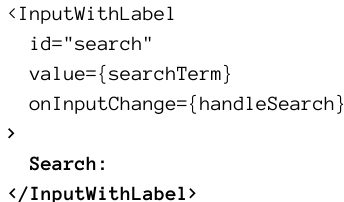 <InputWithLabel
  id="search"
  value={searchTerm}
  onInputChange={handleSearch}
>
  Search:
</InputWithLabel>